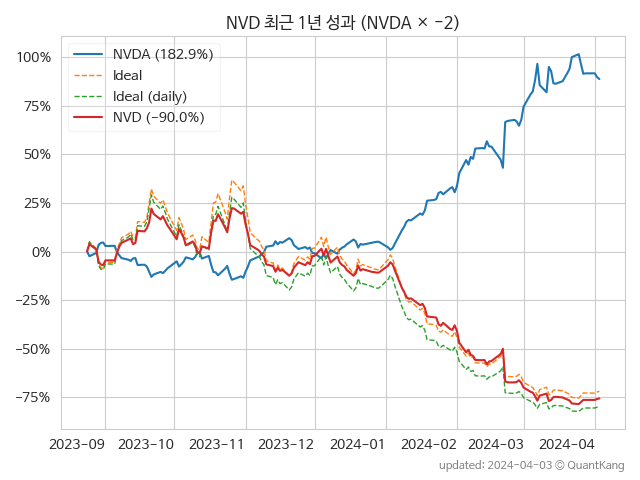 NVD 최근 1년 성과 (NVDA × −2)
NVDA (182.9%)
Ideal
Ideal (daily)
NVD (−90.0%)
100%
75%
50%
25%
0%
−25%
−50%
−75%
2023-09 2023-10 2023-11 2023-12 2024-01 2024-02 2024-03 2024-04
updated: 2024-04-03 © QuantKang